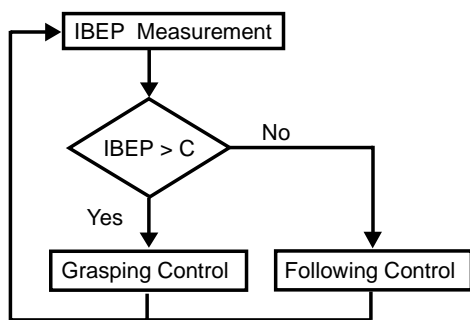 IBEP Measurement
IBEP > C
No
Yes
Grasping Control
Following Control